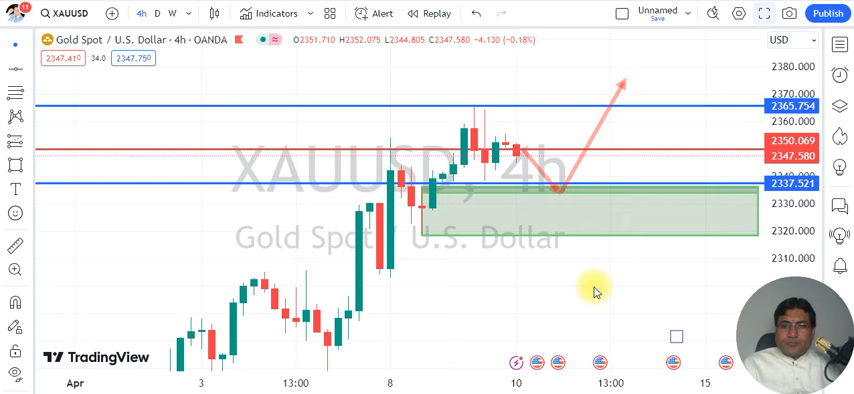 11
XAUUSD
4h D W
Indicators
Alert
Replay
Unnamed
Save
Publish
Gold Spot / U.S. Dollar · 4h · OANDA
O2351.710 H2352.075 L2344.805 C2347.580 −4.130 (−0.18%)
USD
2347.410 34.0 2347.750
2380.000
2370.000
2365.754
2360.000
2350.069
2347.580
2340.000
2337.521
2330.000
2320.000
2310.000
XAUUSD, 4h
Gold Spot / U.S. Dollar
TradingView
Apr 3 13:00 8 10 13:00 15